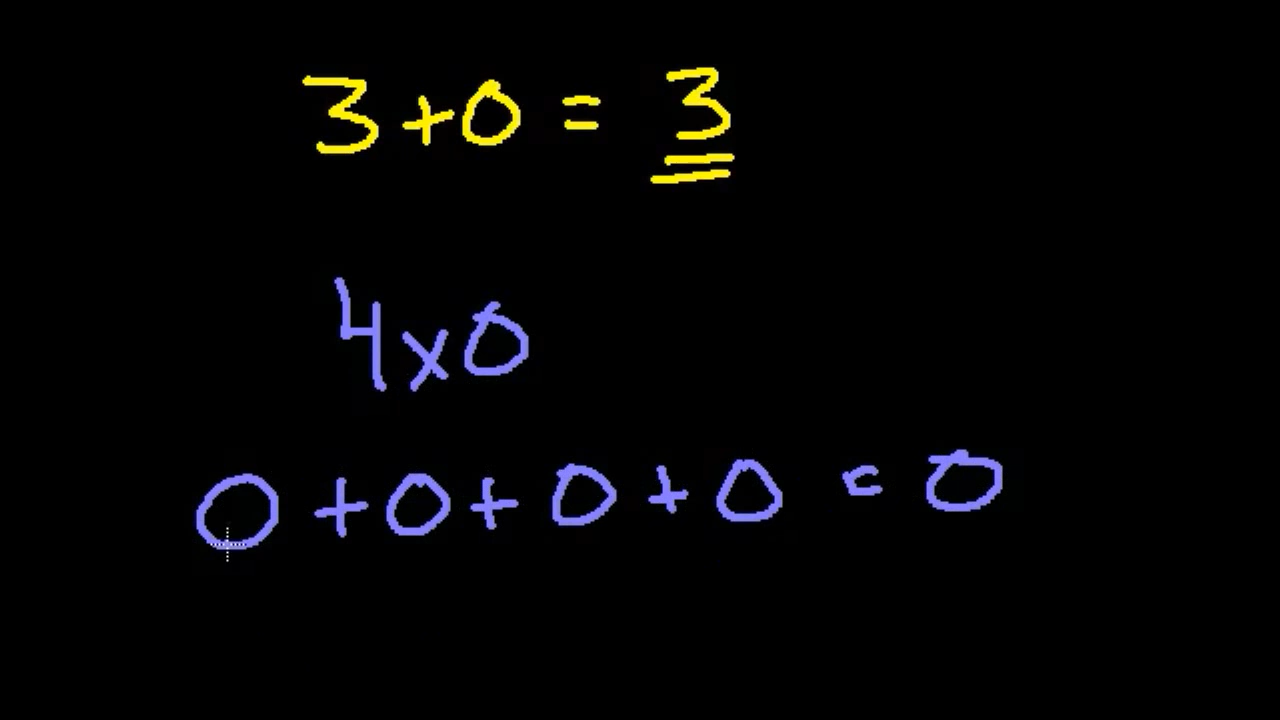 3+0 = 3
4x0
0 + 0 + 0 + 0 = 0